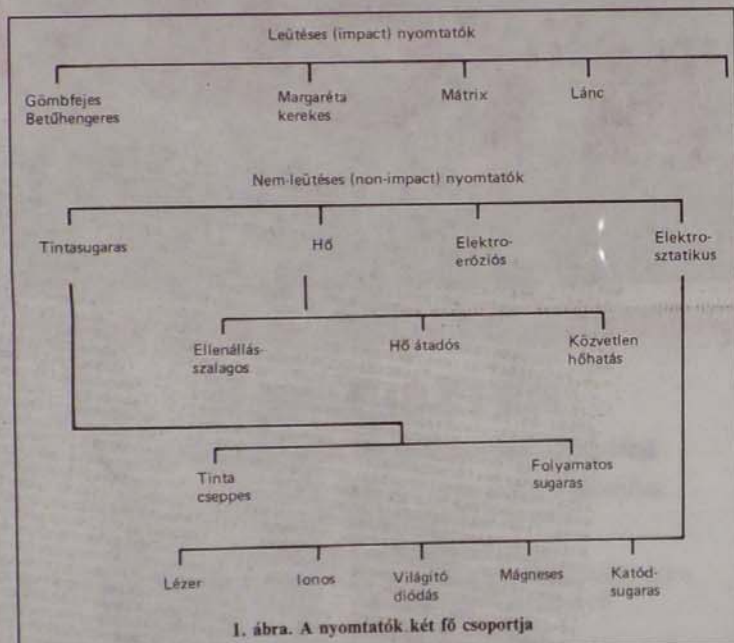 Leütéses (impact) nyomtatók
Gömbfejes
Betűhengeres
Margaréta
kerekes
Mátrix
Lánc
Nem-leütéses (non-impact) nyomtatók
Tintasugaras
Hő
Elektro-
eróziós
Elektro-
sztatikus
Ellenállás-
szalagos
Hő átadós
Közvetlen
hőhatás
Tinta
cseppes
Folyamatos
sugaras
Lézer
Ionos
Világító
diódás
Mágneses
Katód-
sugaras
1. ábra. A nyomtatók két fő csoportja